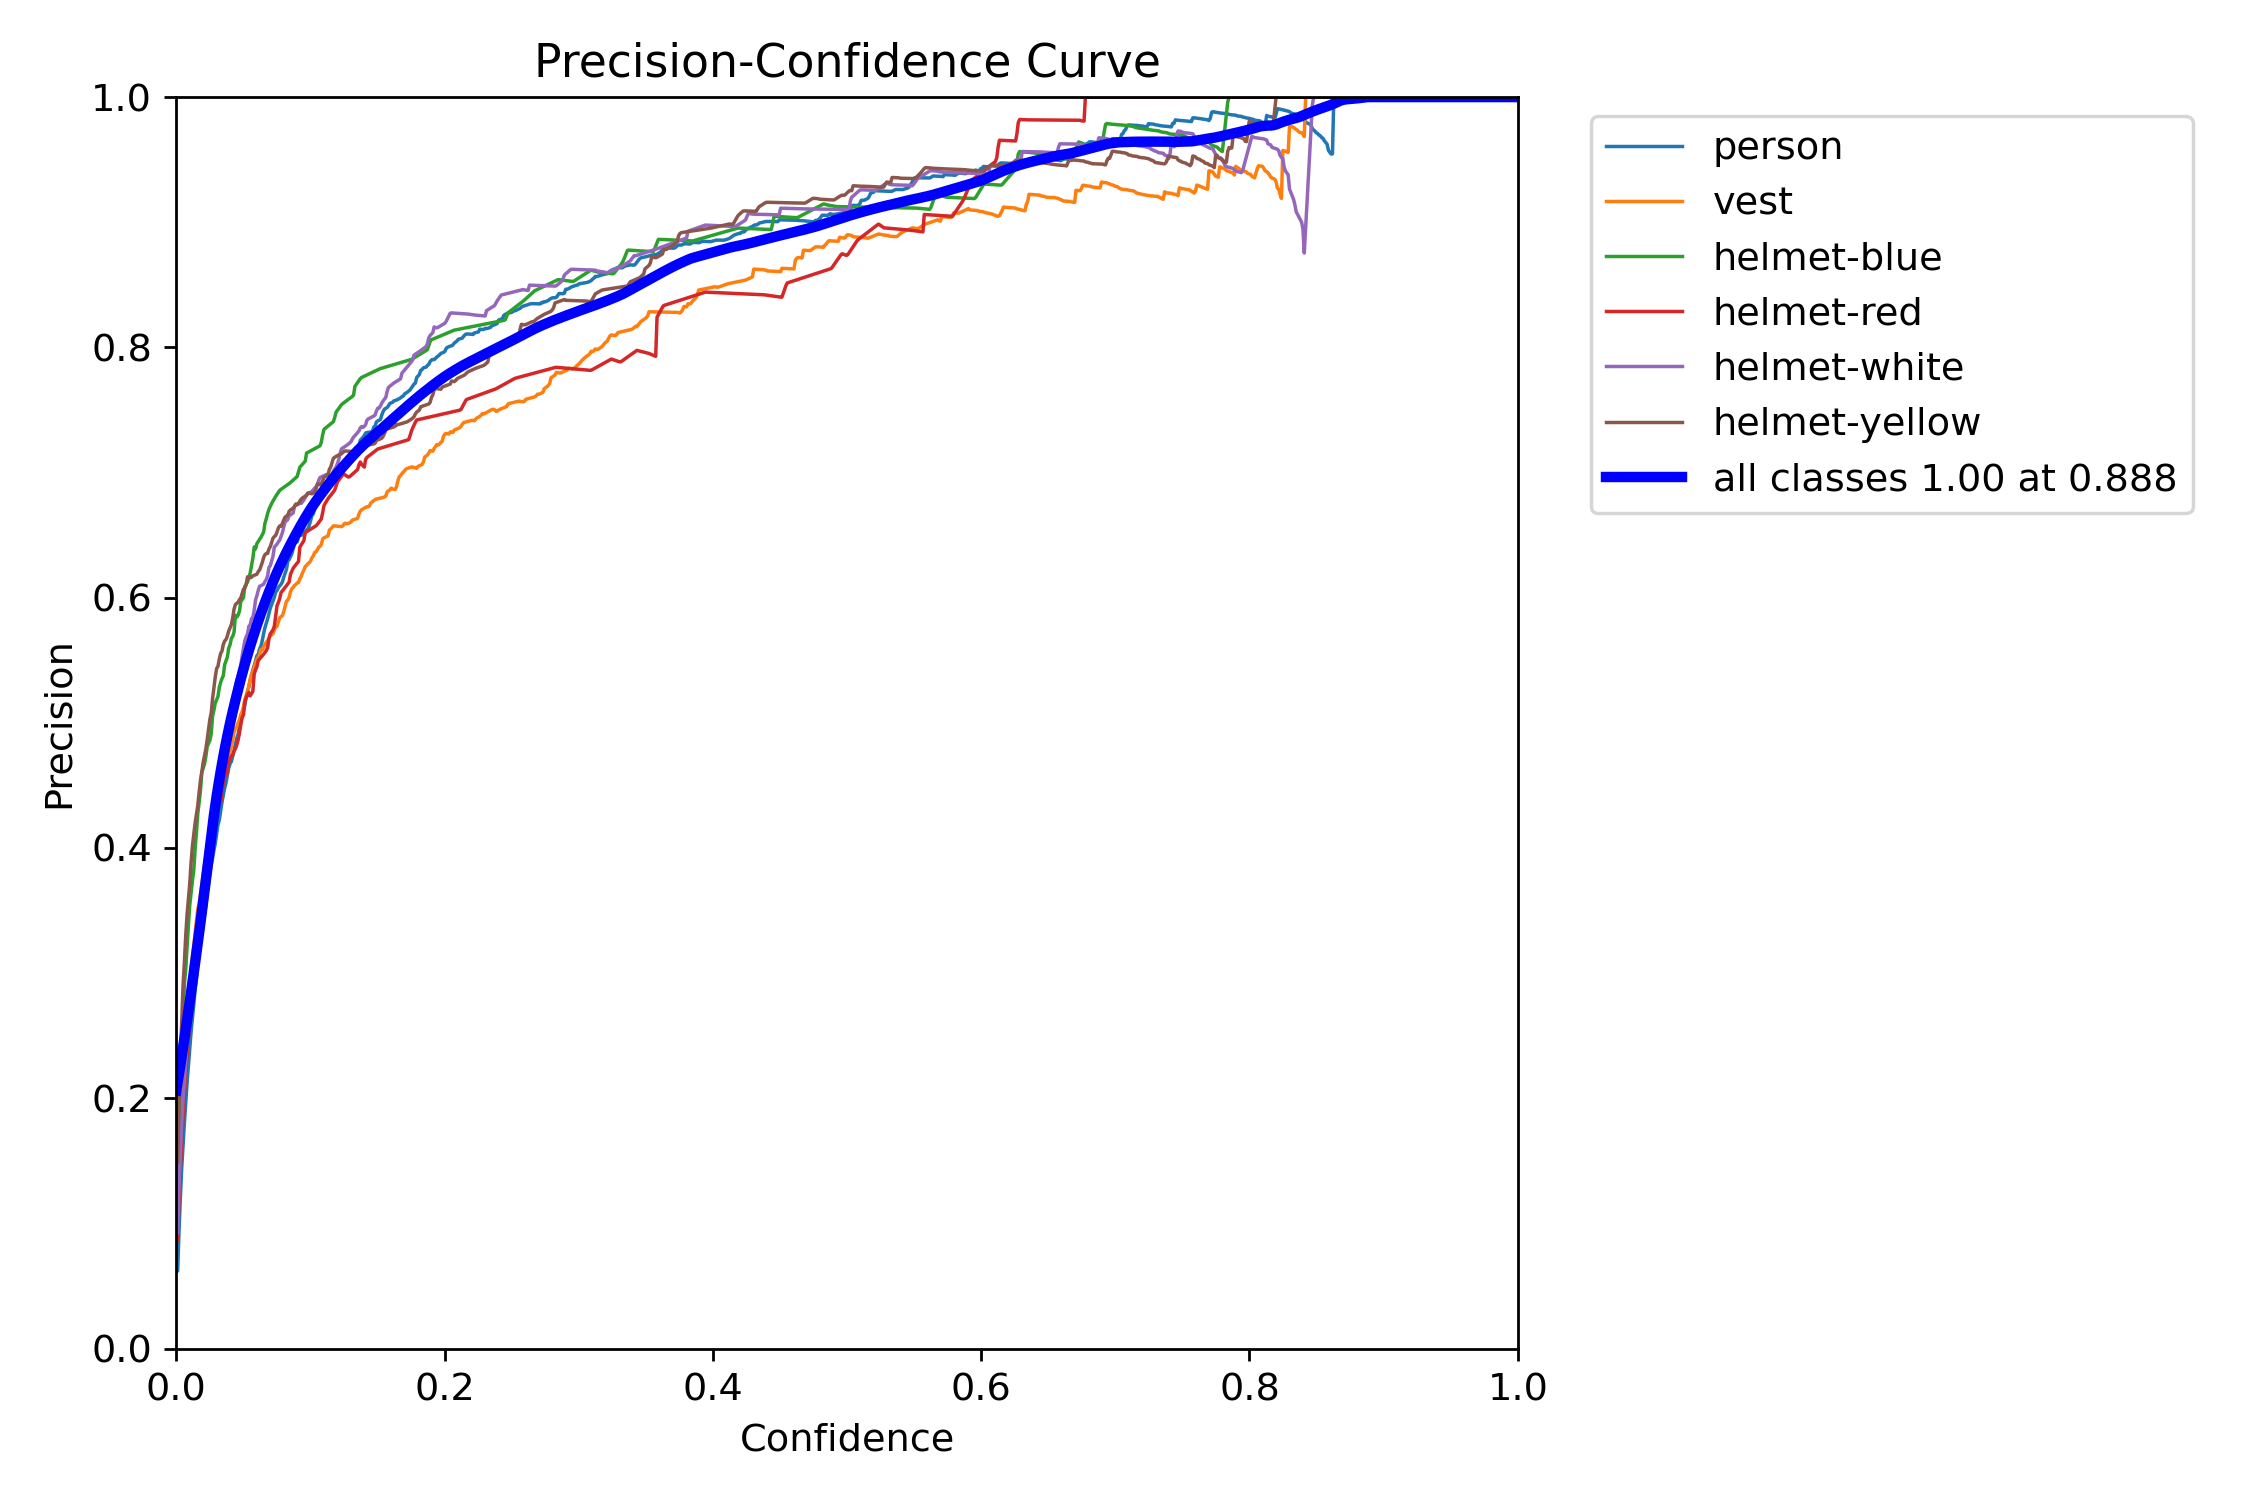 Precision-Confidence Curve
1.0
0.8
0.6
0.4
0.2
0.0
Precision
0.0 0.2 0.4 0.6 0.8 1.0
Confidence
person
vest
helmet-blue
helmet-red
helmet-white
helmet-yellow
all classes 1.00 at 0.888